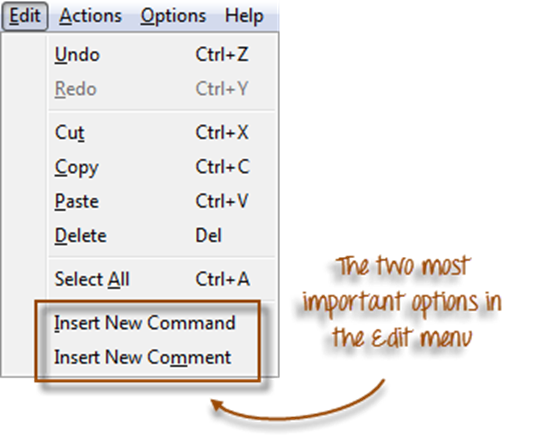 Edit Actions Options Help
Undo Ctrl+Z
Redo Ctrl+Y
Cut Ctrl+X
Copy Ctrl+C
Paste Ctrl+V
Delete Del
Select All Ctrl+A
Insert New Command
Insert New Comment
The two most
important options in
the Edit menu